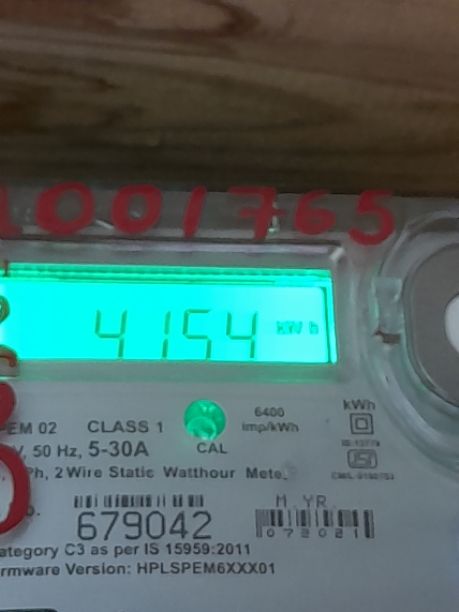 1001765
4154 kWh
EM 02 CLASS 1 6400 kWh
V, 50 Hz, 5-30A CAL imp/kWh
Ph, 2 Wire Static Watthour Mete
679042 M. YR.
072021
ategory C3 as per IS 15959:2011
rmware Version: HPLSPEM6XXX01